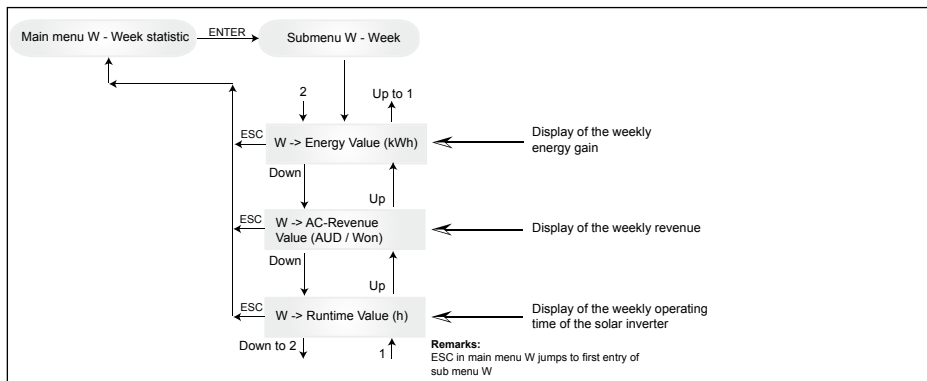 Main menu W - Week statistic
ENTER
Submenu W - Week
2
Up to 1
ESC
W -> Energy Value (kWh)
Display of the weekly
energy gain
Down
Up
ESC
W -> AC-Revenue
Value (AUD / Won)
Display of the weekly revenue
Down
Up
ESC
W -> Runtime Value (h)
Display of the weekly operating
time of the solar inverter
Down to 2
1
Remarks:
ESC in main menu W jumps to first entry of
sub menu W